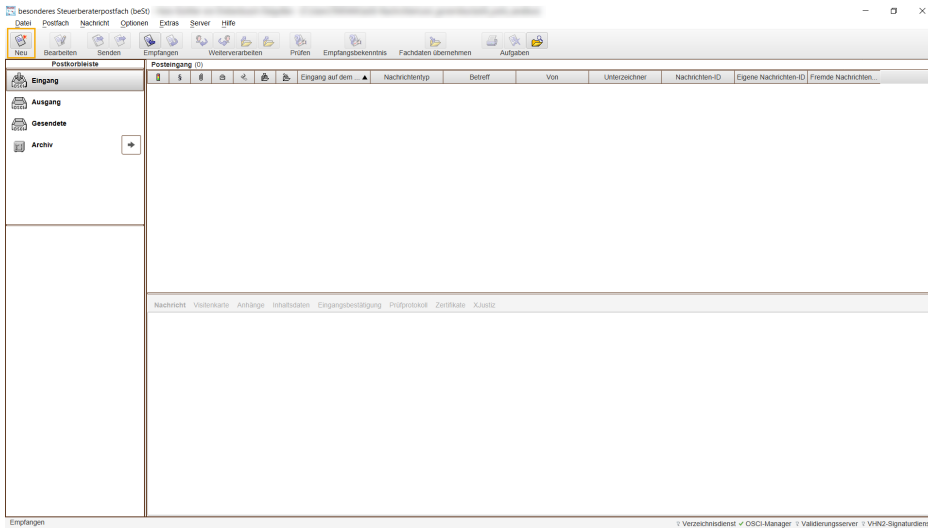 besonderes Steuerberaterpostfach (beSt)
Datei Postfach Nachricht Optionen Extras Server Hilfe
Neu Bearbeiten Senden Empfangen Weiterverarbeiten Prüfen Empfangsbekenntnis Fachdaten übernehmen Aufgaben
Postkorbleiste
Eingang
Ausgang
Gesendete
Archiv
Posteingang (0)
§ Eingang auf dem ... ▲ Nachrichtentyp Betreff Von Unterzeichner Nachrichten-ID Eigene Nachrichten-ID Fremde Nachrichten...
Nachricht Visitenkarte Anhänge Inhaltsdaten Eingangsbestätigung Prüfprotokoll Zertifikate XJustiz
Empfangen
? Verzeichnisdienst ✓ OSCI-Manager ? Validierungsserver ? VHN2-Signaturdiens